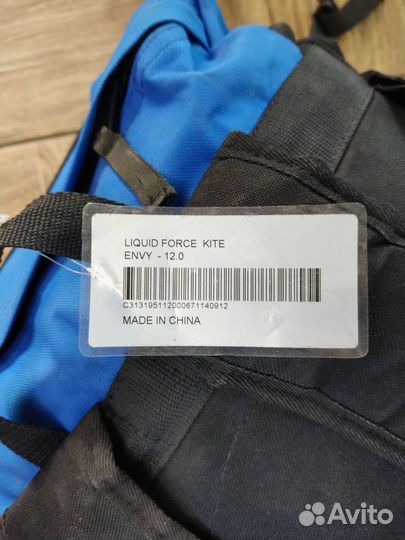 LIQUID FORCE KITE
ENVY - 12.0
C313195112000671140912
MADE IN CHINA
Avito